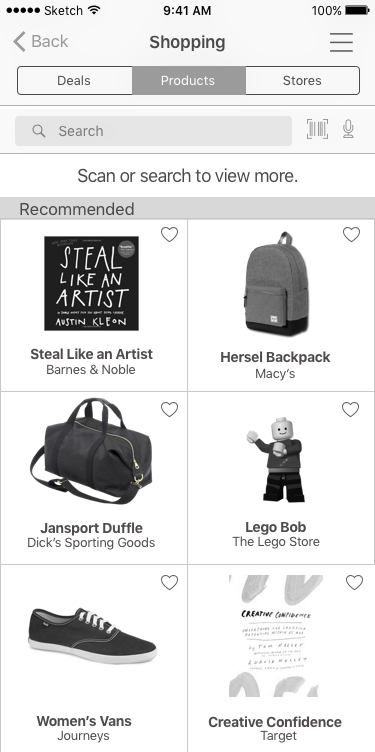 Sketch 9:41 AM 100%
Back Shopping
Deals Products Stores
Search
Scan or search to view more.
Recommended
STEAL
LIKE AN
ARTIST
AUSTIN KLEON
Steal Like an Artist
Barnes & Noble
Hersel Backpack
Macy's
Jansport Duffle
Dick's Sporting Goods
Lego Bob
The Lego Store
CREATIVE CONFIDENCE
by TOM KELLEY
Women's Vans
Journeys
Creative Confidence
Target